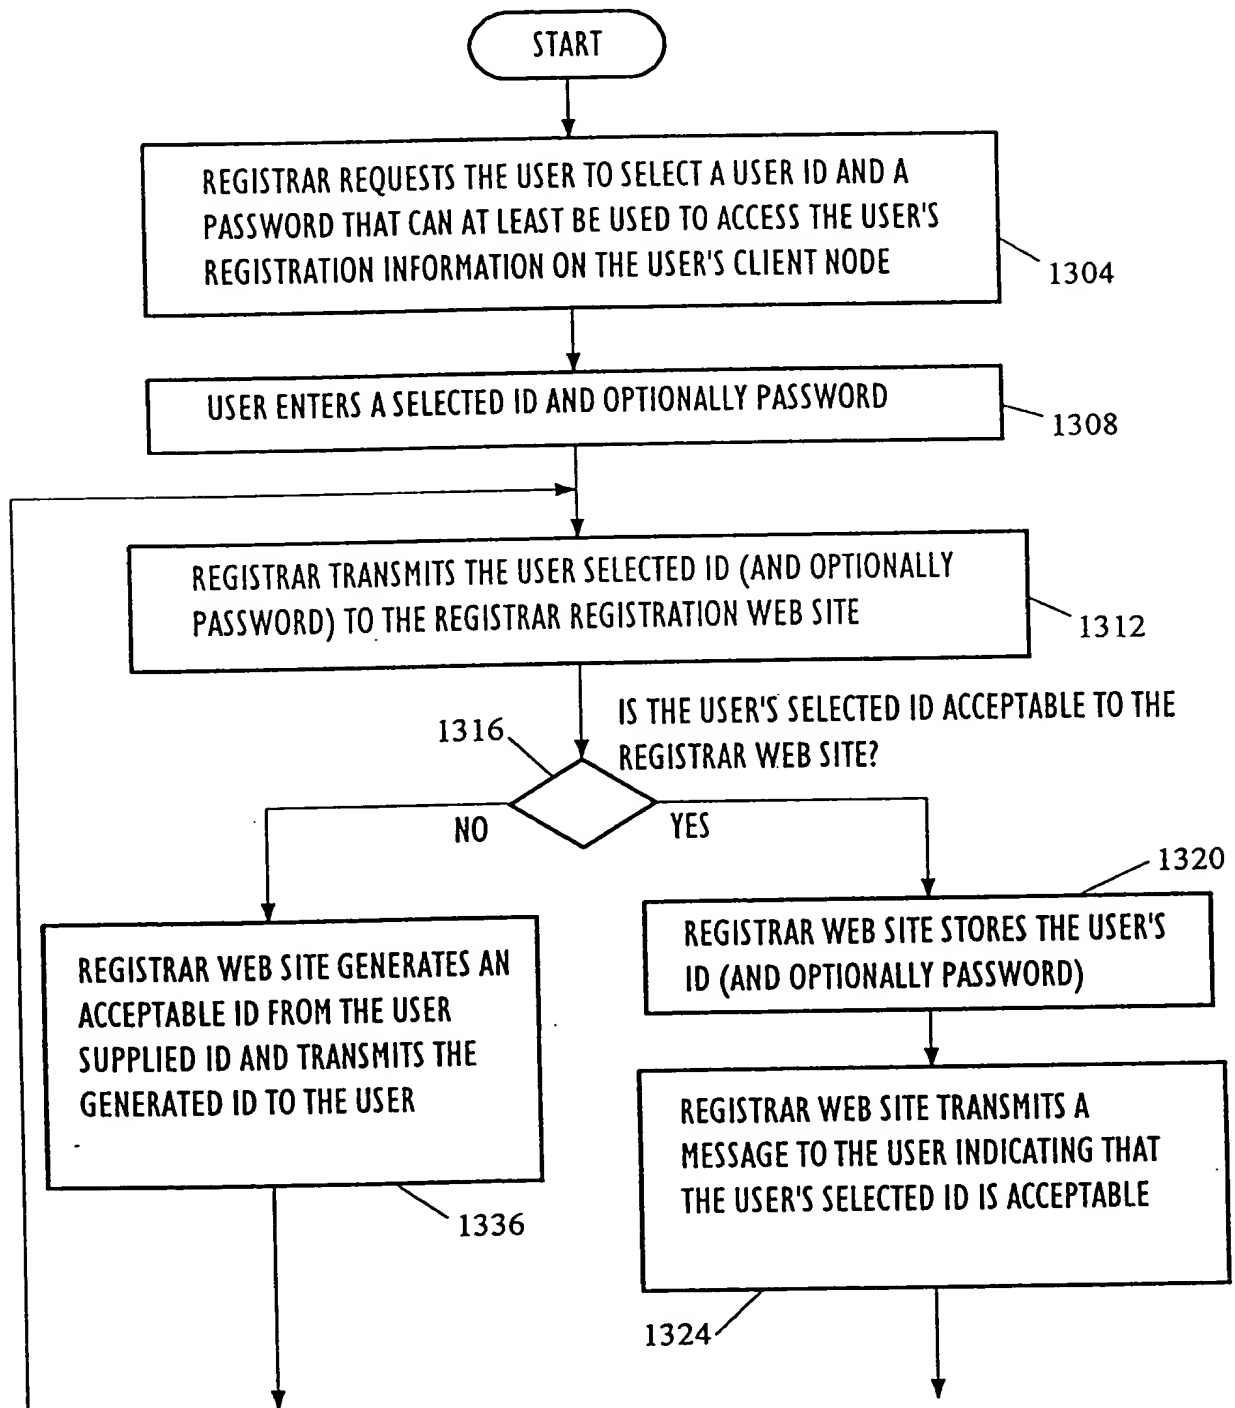 START
REGISTRAR REQUESTS THE USER TO SELECT A USER ID AND A
PASSWORD THAT CAN AT LEAST BE USED TO ACCESS THE USER'S
REGISTRATION INFORMATION ON THE USER'S CLIENT NODE
1304
USER ENTERS A SELECTED ID AND OPTIONALLY PASSWORD
1308
REGISTRAR TRANSMITS THE USER SELECTED ID (AND OPTIONALLY
PASSWORD) TO THE REGISTRAR REGISTRATION WEB SITE
1312
IS THE USER'S SELECTED ID ACCEPTABLE TO THE
REGISTRAR WEB SITE?
1316
NO
YES
1320
REGISTRAR WEB SITE STORES THE USER'S
ID (AND OPTIONALLY PASSWORD)
REGISTRAR WEB SITE GENERATES AN
ACCEPTABLE ID FROM THE USER
SUPPLIED ID AND TRANSMITS THE
GENERATED ID TO THE USER
1336
REGISTRAR WEB SITE TRANSMITS A
MESSAGE TO THE USER INDICATING THAT
THE USER'S SELECTED ID IS ACCEPTABLE
1324